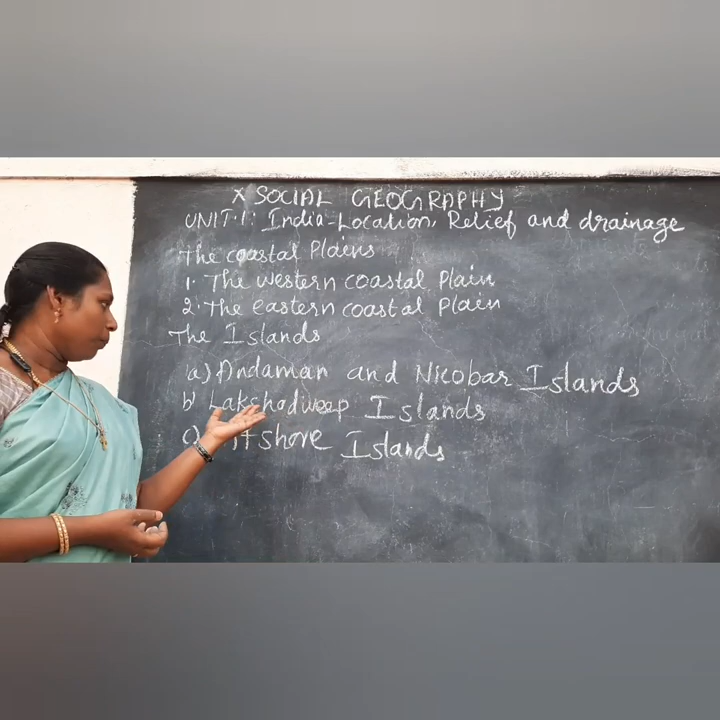 X SOCIAL GEOGRAPHY
UNIT.1: India-Location, Relief and drainage
The coastal Plains
1. The western coastal Plain
2. The eastern coastal Plain
The Islands
a) Andaman and Nicobar Islands
b) Lakshadweep Islands
c) Islands